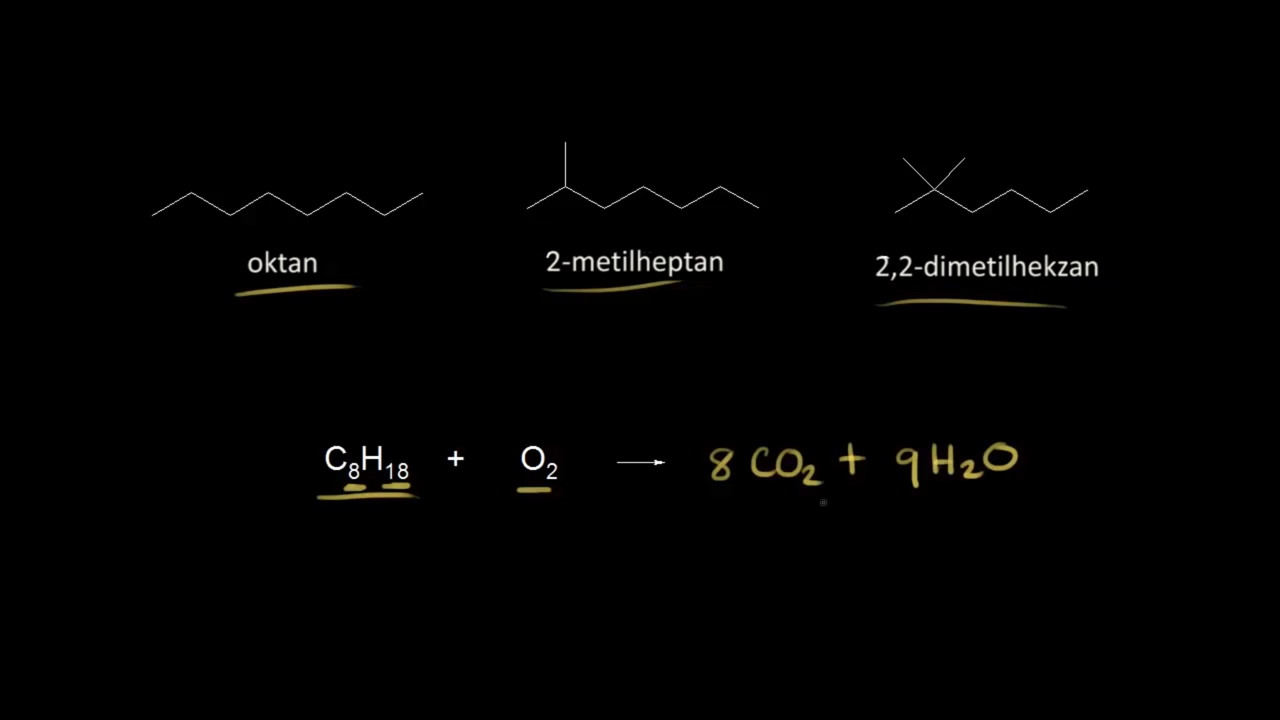 oktan
2-metilheptan
2,2-dimetilhekzan
C₈H₁₈ + O₂ → 8 CO₂ + 9 H₂O